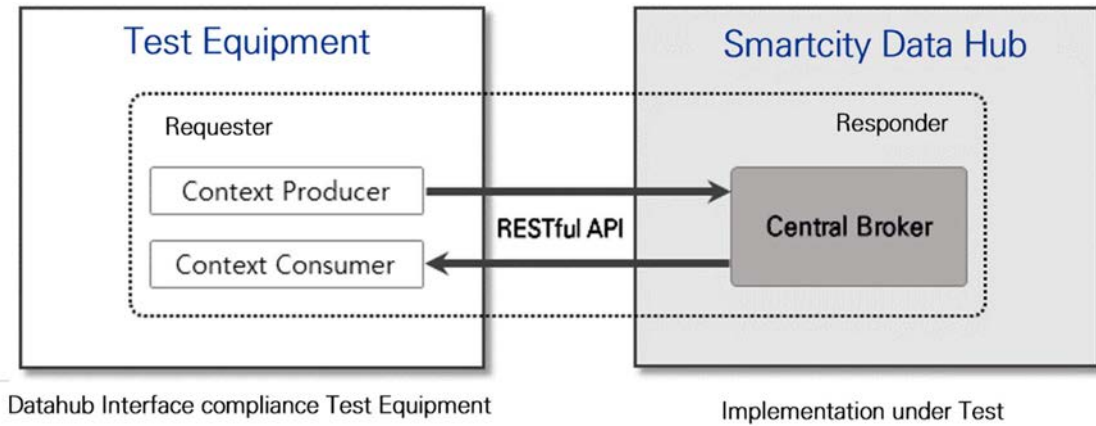 Test Equipment
Smartcity Data Hub
Requester
Responder
Context Producer
RESTful API
Central Broker
Context Consumer
Datahub Interface compliance Test Equipment
Implementation under Test